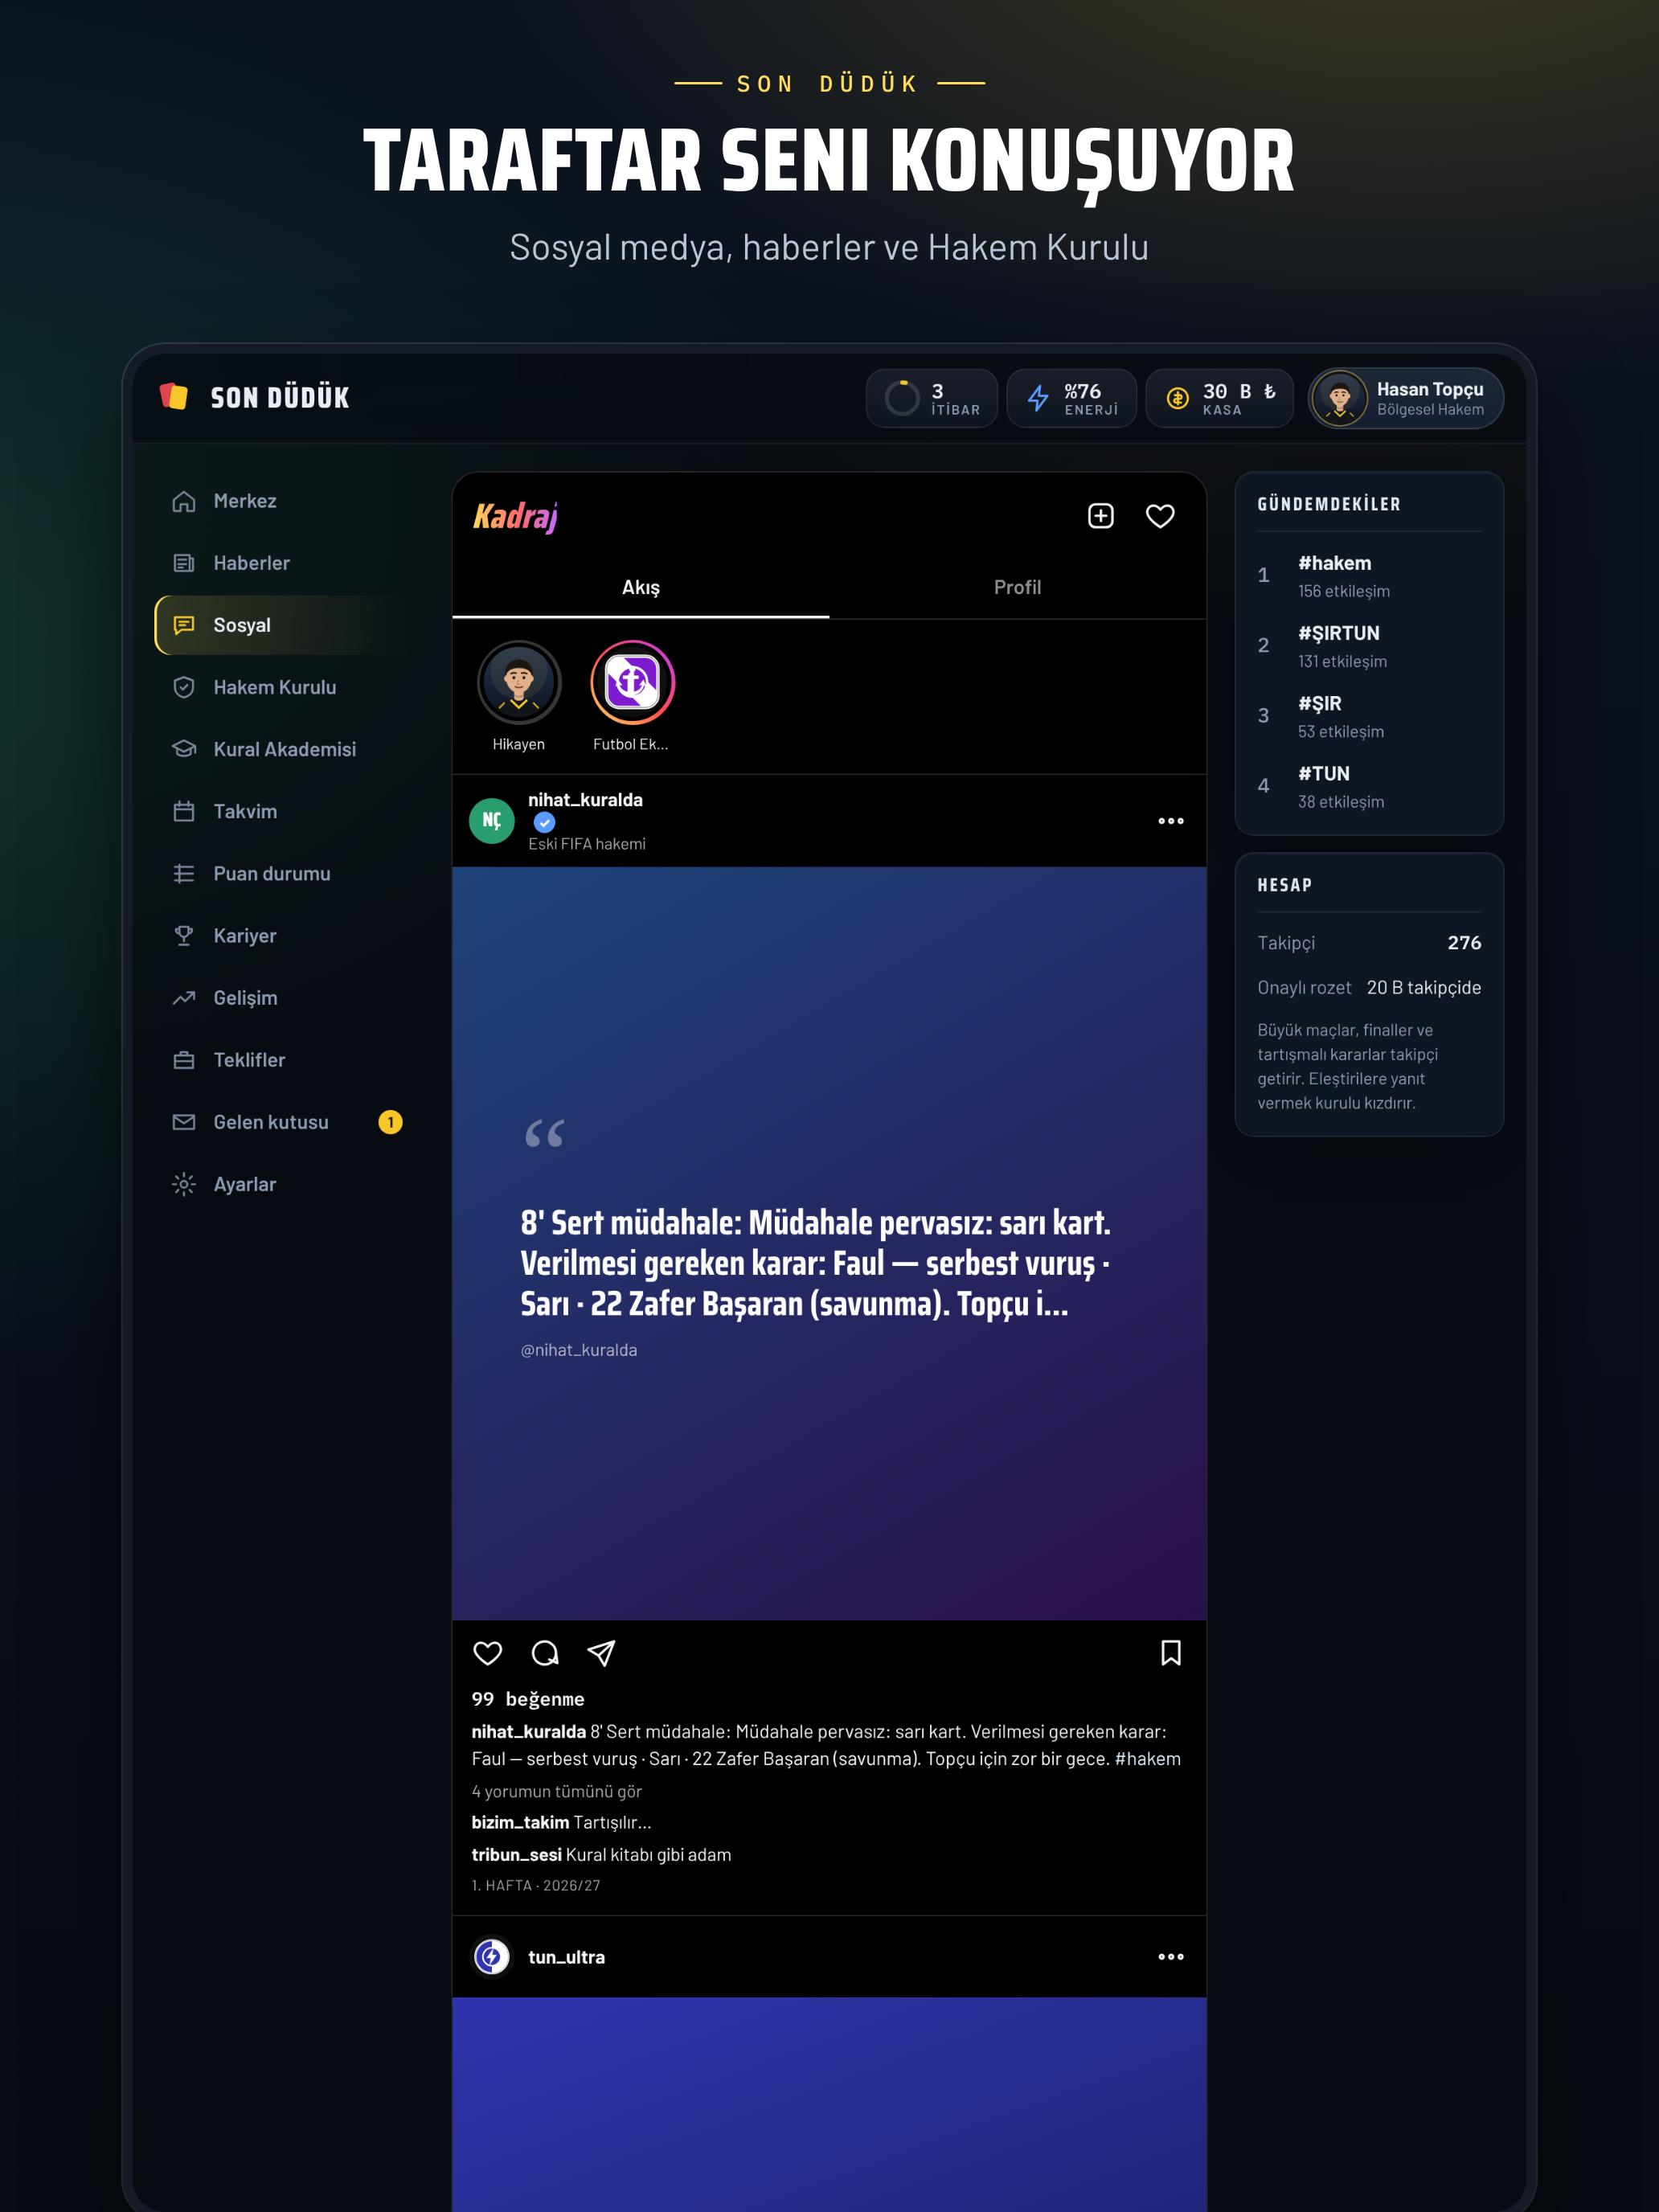 SON DÜDÜK
TARAFTAR SENI KONUŞUYOR
Sosyal medya, haberler ve Hakem Kurulu
SON DÜDÜK
3
İTİBAR
%76
ENERJİ
30 B ₺
KASA
Hasan Topçu
Bölgesel Hakem
Merkez
Haberler
Sosyal
Hakem Kurulu
Kural Akademisi
Takvim
Puan durumu
Kariyer
Gelişim
Teklifler
Gelen kutusu 1
Ayarlar
Kadraj
Akış
Profil
Hikayen
Futbol Ek...
NÇ
nihat_kuralda
Eski FIFA hakemi
“
8' Sert müdahale: Müdahale pervasız: sarı kart.
Verilmesi gereken karar: Faul — serbest vuruş ·
Sarı · 22 Zafer Başaran (savunma). Topçu i...
@nihat_kuralda
99 beğenme
nihat_kuralda 8' Sert müdahale: Müdahale pervasız: sarı kart. Verilmesi gereken karar:
Faul — serbest vuruş · Sarı · 22 Zafer Başaran (savunma). Topçu için zor bir gece. #hakem
4 yorumun tümünü gör
bizim_takim Tartışılır...
tribun_sesi Kural kitabı gibi adam
1. HAFTA · 2026/27
tun_ultra
GÜNDEMDEKİLER
1
#hakem
156 etkileşim
2
#ŞIRTUN
131 etkileşim
3
#ŞIR
53 etkileşim
4
#TUN
38 etkileşim
HESAP
Takipçi 276
Onaylı rozet 20 B takipçide
Büyük maçlar, finaller ve
tartışmalı kararlar takipçi
getirir. Eleştirilere yanıt
vermek kurulu kızdırır.